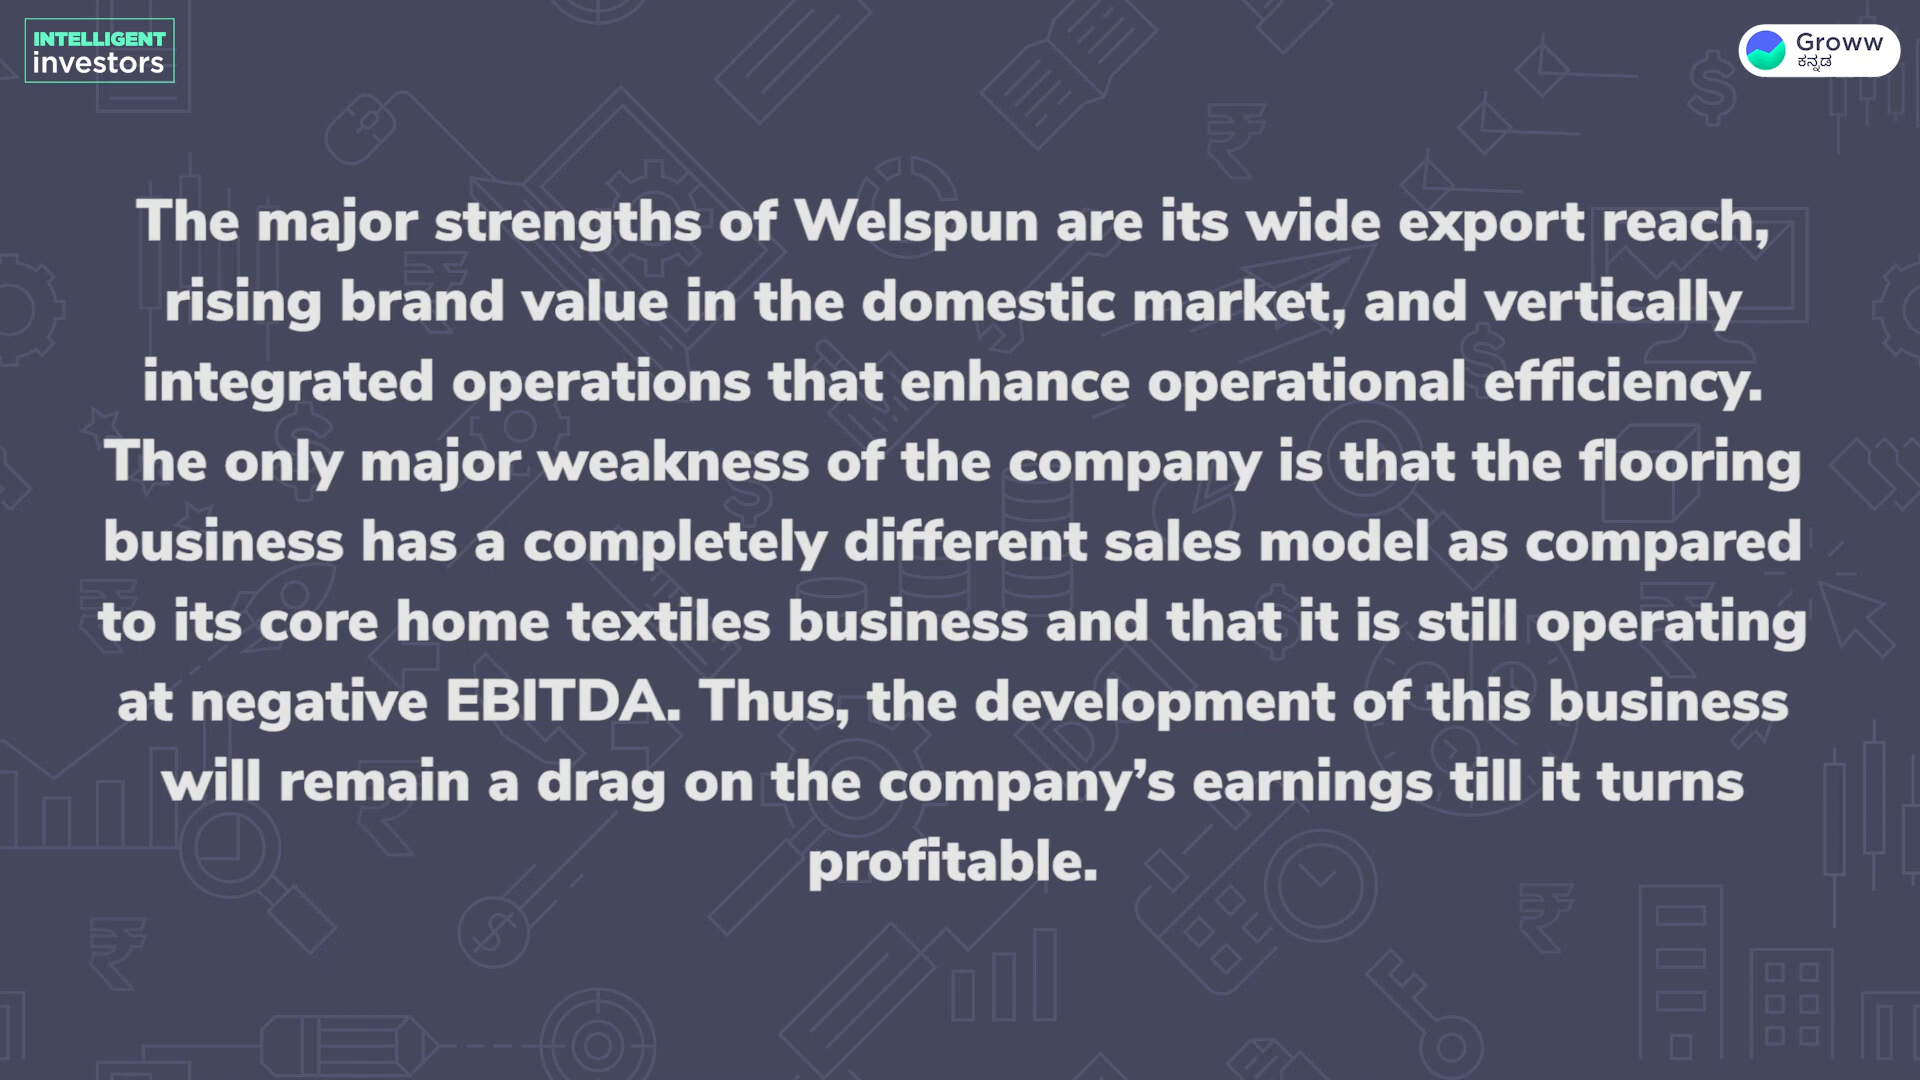 INTELLIGENT
investors
Groww
ಕನ್ನಡ
The major strengths of Welspun are its wide export reach,
rising brand value in the domestic market, and vertically
integrated operations that enhance operational efficiency.
The only major weakness of the company is that the flooring
business has a completely different sales model as compared
to its core home textiles business and that it is still operating
at negative EBITDA. Thus, the development of this business
will remain a drag on the company’s earnings till it turns
profitable.